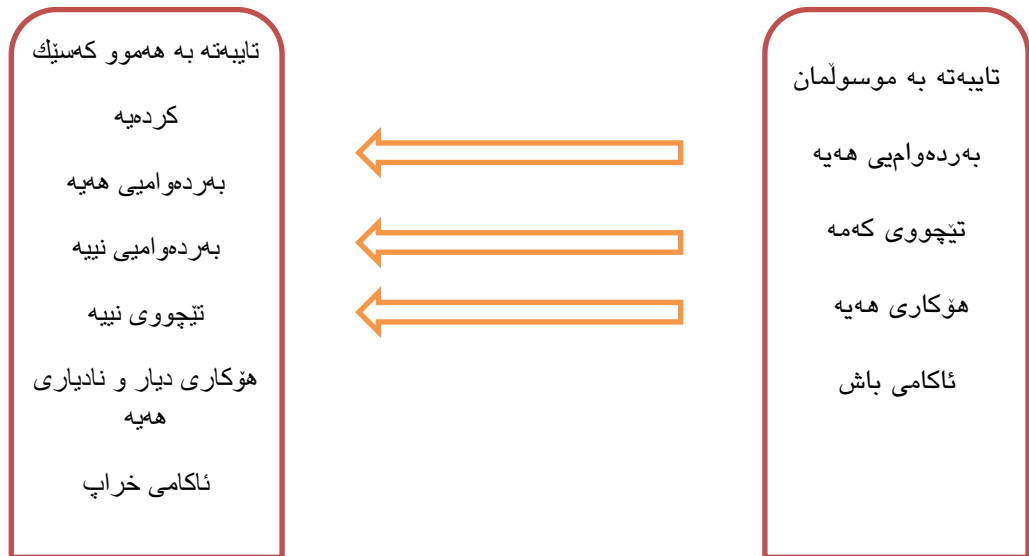 تایبەتە بە موسوڵمان
بەردەوامیی هەیە
تێچووی کەمە
هۆکاری هەیە
ئاکامی باش
تایبەتە بە هەموو کەسێك
کردەیە
بەردەوامیی هەیە
بەردەوامیی نییە
تێچووی نییە
هۆکاری دیار و نادیاری
هەیە
ئاکامی خراپ